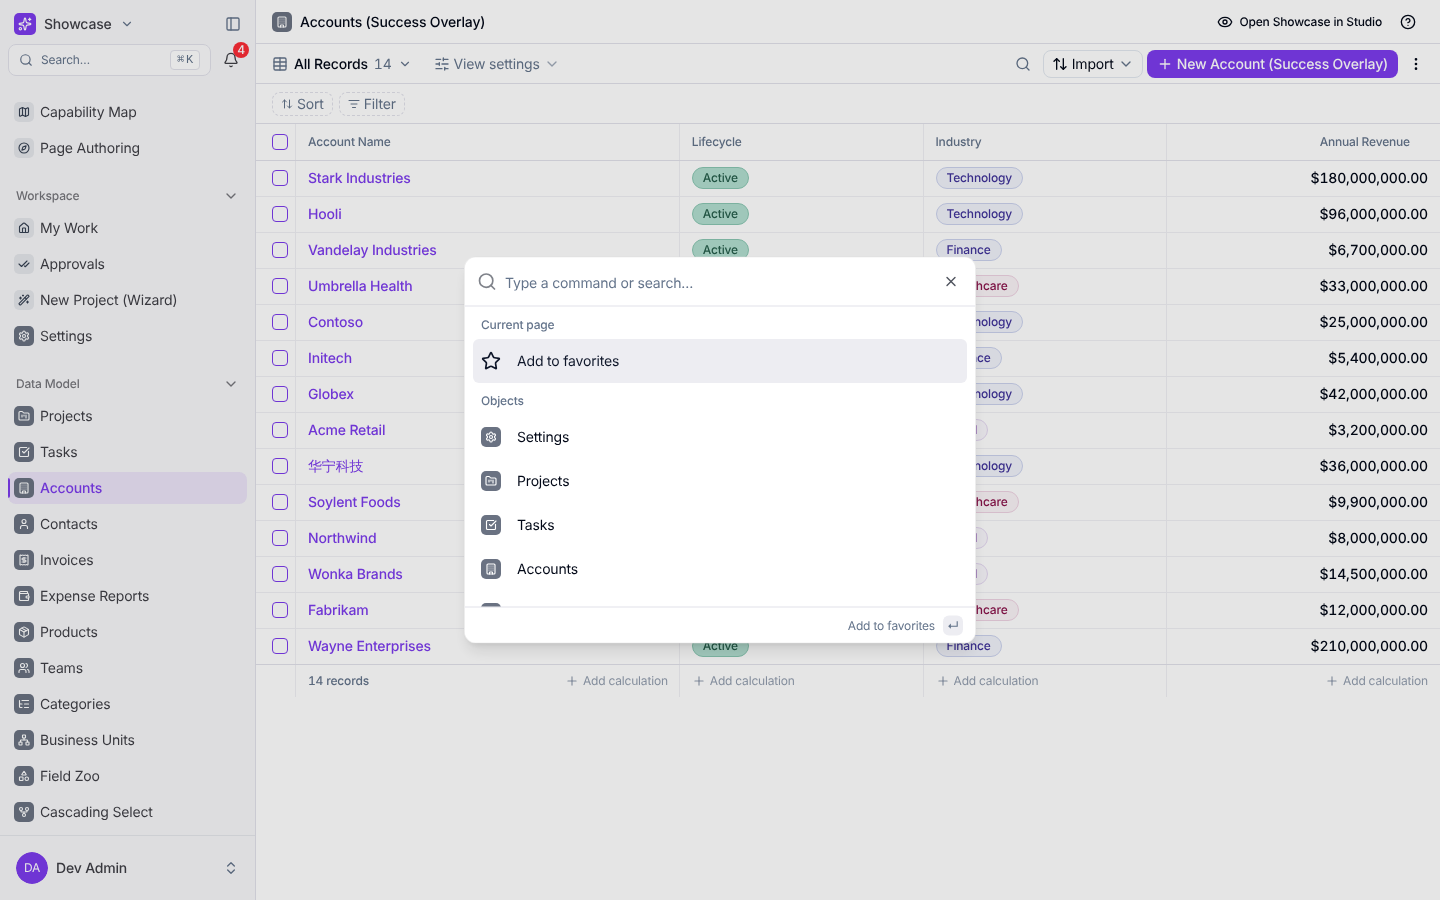 Showcase
Search...
⌘K
4
Capability Map
Page Authoring
Workspace
My Work
Approvals
New Project (Wizard)
Settings
Data Model
Projects
Tasks
Accounts
Contacts
Invoices
Expense Reports
Products
Teams
Categories
Business Units
Field Zoo
Cascading Select
DA
Dev Admin
Accounts (Success Overlay)
Open Showcase in Studio
All Records 14
View settings
Import
New Account (Success Overlay)
Sort
Filter
Account Name Lifecycle Industry Annual Revenue
Stark Industries Active Technology $180,000,000.00
Hooli Active Technology $96,000,000.00
Vandelay Industries Active Finance $6,700,000.00
Umbrella Health $33,000,000.00
Contoso $25,000,000.00
Initech $5,400,000.00
Globex $42,000,000.00
Acme Retail $3,200,000.00
华宁科技 $36,000,000.00
Soylent Foods $9,900,000.00
Northwind $8,000,000.00
Wonka Brands $14,500,000.00
Fabrikam $12,000,000.00
Wayne Enterprises Active Finance $210,000,000.00
14 records Add calculation Add calculation Add calculation Add calculation
Type a command or search...
Current page
Add to favorites
Objects
Settings
Projects
Tasks
Accounts
Add to favorites